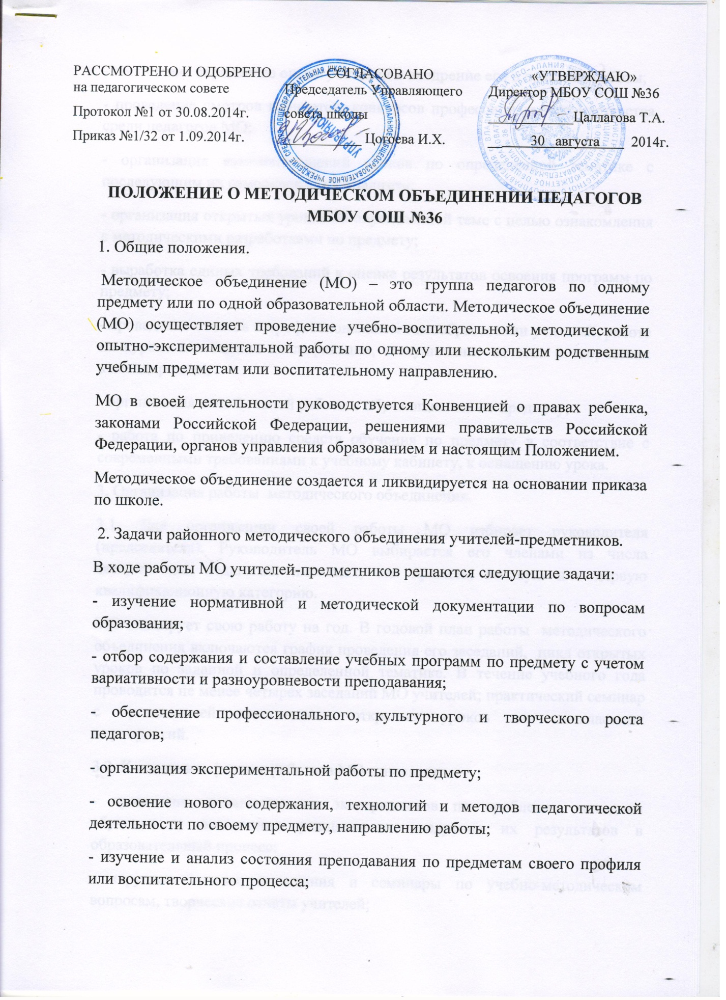 РАССМОТРЕНО И ОДОБРЕНО
на педагогическом совете
Протокол №1 от 30.08.2014г.
Приказ №1/32 от 1.09.2014г.
СОГЛАСОВАНО
Председатель Управляющего
совета школы
____________ Цогоева И.Х.
«УТВЕРЖДАЮ»
Директор МБОУ СОШ №36
____________Цаллагова Т.А.
30 августа 2014г.
УПРАВЛЯЮЩИЙ
СОВЕТ
ПОЛОЖЕНИЕ О МЕТОДИЧЕСКОМ ОБЪЕДИНЕНИИ ПЕДАГОГОВ
МБОУ СОШ №36
1. Общие положения.
Методическое объединение (МО) – это группа педагогов по одному
предмету или по одной образовательной области. Методическое объединение
(МО) осуществляет проведение учебно-воспитательной, методической и
опытно-экспериментальной работы по одному или нескольким родственным
учебным предметам или воспитательному направлению.
МО в своей деятельности руководствуется Конвенцией о правах ребенка,
законами Российской Федерации, решениями правительств Российской
Федерации, органов управления образованием и настоящим Положением.
Методическое объединение создается и ликвидируется на основании приказа
по школе.
2. Задачи районного методического объединения учителей-предметников.
В ходе работы МО учителей-предметников решаются следующие задачи:
- изучение нормативной и методической документации по вопросам
образования;
- отбор содержания и составление учебных программ по предмету с учетом
вариативности и разноуровневости преподавания;
- обеспечение профессионального, культурного и творческого роста
педагогов;
- организация экспериментальной работы по предмету;
- освоение нового содержания, технологий и методов педагогической
деятельности по своему предмету, направлению работы;
- изучение и анализ состояния преподавания по предметам своего профиля
или воспитательного процесса;